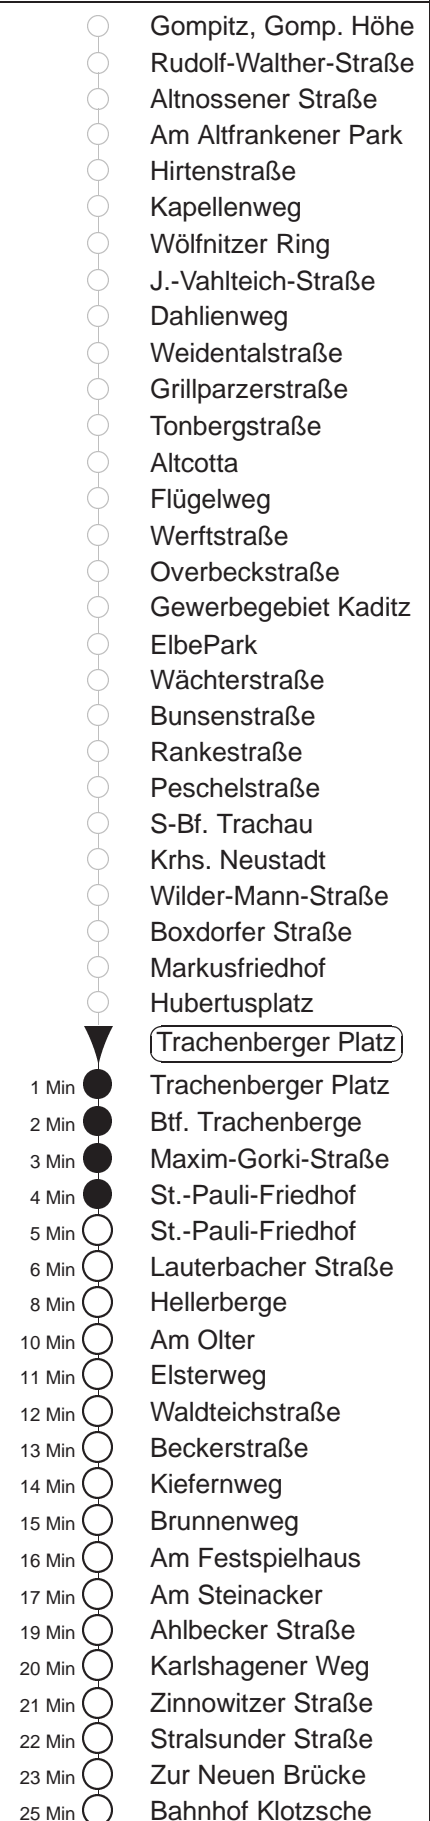 Gompitz, Gomp. Höhe
Rudolf-Walther-Straße
Altnossener Straße
Am Altfrankener Park
Hirtenstraße
Kapellenweg
Wölfnitzer Ring
J.-Vahlteich-Straße
Dahlienweg
Weidentalstraße
Grillparzerstraße
Tonbergstraße
Altcotta
Flügelweg
Werftstraße
Overbeckstraße
Gewerbegebiet Kaditz
ElbePark
Wächterstraße
Bunsenstraße
Rankestraße
Peschelstraße
S-Bf. Trachau
Krhs. Neustadt
Wilder-Mann-Straße
Boxdorfer Straße
Markusfriedhof
Hubertusplatz
Trachenberger Platz
1 Min Trachenberger Platz
2 Min Btf. Trachenberge
3 Min Maxim-Gorki-Straße
4 Min St.-Pauli-Friedhof
5 Min St.-Pauli-Friedhof
6 Min Lauterbacher Straße
8 Min Hellerberge
10 Min Am Olter
11 Min Elsterweg
12 Min Waldteichstraße
13 Min Beckerstraße
14 Min Kiefernweg
15 Min Brunnenweg
16 Min Am Festspielhaus
17 Min Am Steinacker
19 Min Ahlbecker Straße
20 Min Karlshagener Weg
21 Min Zinnowitzer Straße
22 Min Stralsunder Straße
23 Min Zur Neuen Brücke
25 Min Bahnhof Klotzsche